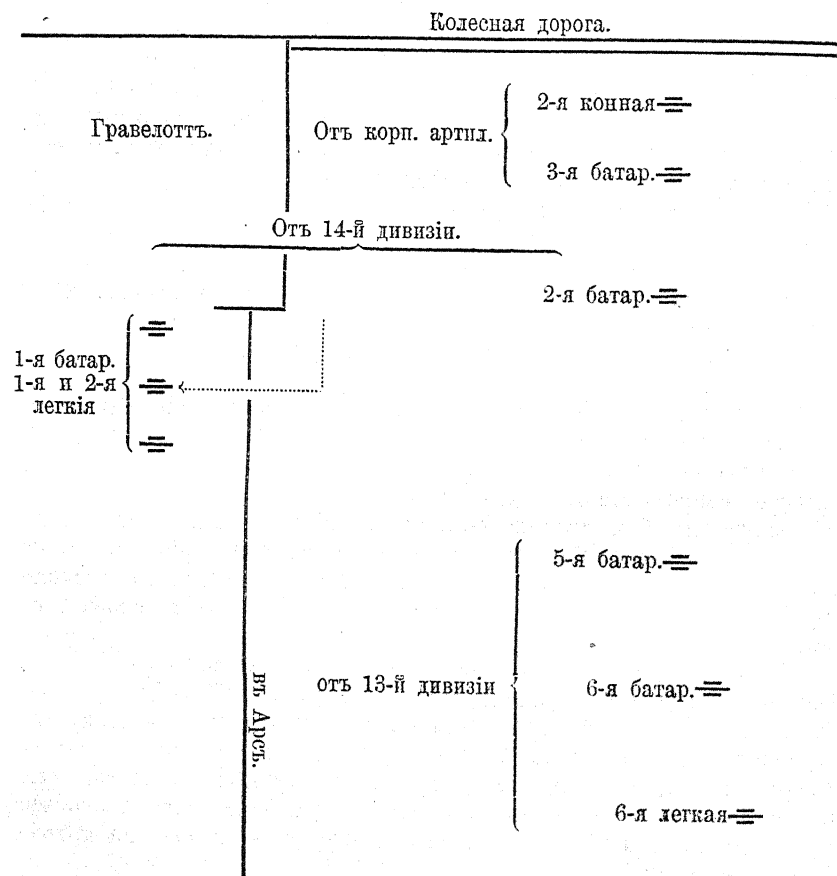 Колесная дорога.
2-я конная
Гравелоттъ.
Отъ корп. артил.
3-я батар.
Отъ 14-й дивизіи.
2-я батар.
1-я батар.
1-я и 2-я
легкія
5-я батар.
отъ 13-й дивизіи
6-я батар.
въ Арсъ.
6-я легкая